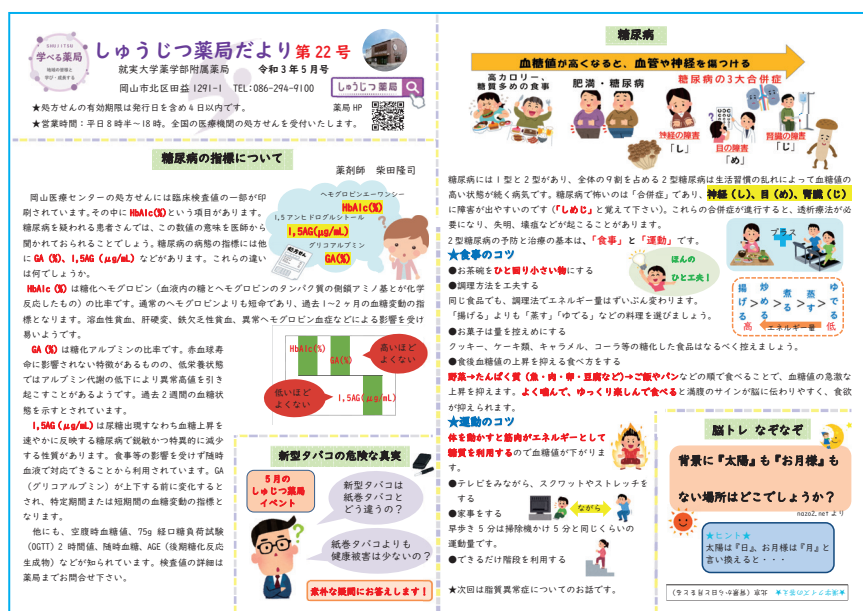 SHUJITSU
学べる薬局
地域の皆様と
学び・成長する
しゅうじつ薬局だより第22号
就実大学薬学部附属薬局 令和3年5月号
岡山市北区田益1291-1 TEL:086-294-9100
しゅうじつ薬局
★処方せんの有効期限は発行日を含め4日以内です。
薬局HP
★営業時間:平日8時半~18時。全国の医療機関の処方せんを受付いたします。
糖尿病の指標について
薬剤師 柴田隆司
岡山医療センターの処方せんには臨床検査値の一部が印
刷されています。その中にHbA1c(%)という項目があります。
糖尿病を疑われる患者さんでは、この数値の意味を医師から
聞かれておられることでしょう。糖尿病の病態の指標には他
にGA(%)、1,5AG(μg/mL)などがあります。これらの違い
は何でしょうか。
ヘモグロビンエーワンシー
HbA1c(%)
1,5アンヒドログルシトール
1,5AG(μg/mL)
グリコアルブミン
GA(%)
HbA1c(%)は糖化ヘモグロビン(血液内の糖とヘモグロビンのタンパク質の側鎖アミノ基とが化学
反応したもの)の比率です。通常のヘモグロビンよりも短命であり、過去1~2ヶ月の血糖変動の指
標となります。溶血性貧血、肝硬変、鉄欠乏性貧血、異常ヘモグロビン血症などによる影響を受け
易いようです。
GA(%)は糖化アルブミンの比率です。赤血球寿
命に影響されない特徴があるものの、低栄養状態
ではアルブミン代謝の低下により異常高値を引き
起こすことがあるようです。過去2週間の血糖状
態を示すとされています。
1,5AG(μg/mL)は尿糖出現すなわち血糖上昇を
速やかに反映する糖尿病で鋭敏かつ特異的に減少
する性質があります。食事等の影響を受けず随時
血液で対応できることから利用されています。GA
(グリコアルブミン)が上下する前に変化するとさ
れ、特定期間または短期間の血糖変動の指標と
なります。
他にも、空腹時血糖値、75g経口糖負荷試験
(OGTT)2時間値、随時血糖、AGE(後期糖化反応
生成物)などが知られています。検査値の詳細は
薬局までお問合せ下さい。
HbA1c(%)
GA(%)
高いほど
よくない
低いほど
よくない
1,5AG(μg/mL)
新型タバコの危険な真実
5月の
しゅうじつ薬局
イベント
新型タバコは
紙巻タバコと
どう違うの?
紙巻タバコよりも
健康被害は少ないの?
素朴な疑問にお答えします!
糖尿病
血糖値が高くなると、血管や神経を傷つける
高カロリー、
糖質多めの食事
肥満・糖尿病
糖尿病の3大合併症
神経の障害
「し」
目の障害
「め」
腎臓の障害
「じ」
糖尿病には1型と2型があり、全体の9割を占める2型糖尿病は生活習慣の乱れによって血糖値の
高い状態が続く病気です。糖尿病で怖いのは「合併症」であり、神経(し)、目(め)、腎臓(じ)
に障害が出やすいのです(「しめじ」と覚えて下さい)。これらの合併症が進行すると、透析療法が必
要になり、失明、壊疽などが起こることがあります。
2型糖尿病の予防と治療の基本は、「食事」と「運動」です。
プラス
★食事のコツ
●お茶碗をひと回り小さい物にする
●調理方法を工夫する
同じ食品でも、調理法でエネルギー量はずいぶん変わります。
「揚げる」よりも「蒸す」「ゆでる」などの料理を選びましょう。
●お菓子は量を控えめにする
クッキー、ケーキ類、キャラメル、コーラ等の糖化した食品はなるべく控えましょう。
ほんの
ひと工夫!
揚げる>炒める>煮る>蒸す>ゆでる
高 エネルギー量 低
●食後血糖値の上昇を抑える食べ方をする
野菜→たんぱく質(魚・肉・卵・豆腐など)→ご飯やパンなどの順で食べることで、血糖値の急激な
上昇を抑えます。よく噛んで、ゆっくり楽しんで食べると満腹のサインが脳に伝わりやすく、食欲
が抑えられます。
★運動のコツ
体を動かすと筋肉がエネルギーとして
糖質を利用するので血糖値が下がりま
す。
●テレビをみながら、スクワットやストレッチを
する
●家事をする
ながら
早歩き5分は掃除機かけ5分と同じくらいの
運動量です。
●できるだけ階段を利用する
★次回は脂質異常症についてのお話です。
脳トレ なぞなぞ
背景に『太陽』も『お月様』も
ない場所はどこでしょうか?
nazo2.netより
★ヒント★
太陽は『日』、お月様は『月』と
言い換えると・・・
北京(背景から日と月をとる)